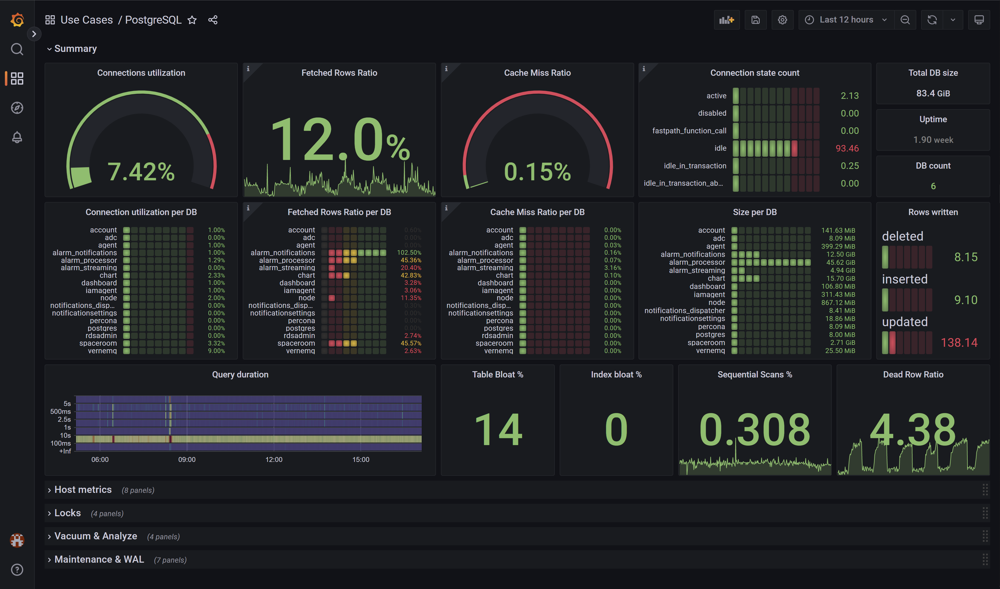 Use Cases / PostgreSQL
Last 12 hours
Summary
Connections utilization
7.42%
Fetched Rows Ratio
12.0%
Cache Miss Ratio
0.15%
Connection state count
active 2.13
disabled 0.00
fastpath_function_call 0.00
idle 93.46
idle_in_transaction 0.25
idle_in_transaction_ab... 0.00
Total DB size
83.4 GiB
Uptime
1.90 week
DB count
6
Connection utilization per DB
account 1.00%
adc 0.00%
agent 1.00%
alarm_notifications 1.00%
alarm_processor 1.29%
alarm_streaming 0.00%
chart 2.33%
dashboard 1.00%
iamagent 1.00%
node 2.00%
notifications_disp... 0.00%
notificationsettings 0.00%
percona 0.00%
postgres 0.00%
rdsadmin 0.00%
spaceroom 3.32%
vernemq 9.00%
Fetched Rows Ratio per DB
account 0.60%
adc 0.00%
agent 0.00%
alarm_notifications 102.50%
alarm_processor 45.36%
alarm_streaming 20.40%
chart 42.83%
dashboard 3.28%
iamagent 3.06%
node 11.35%
notifications_disp... 0.30%
notificationsettings 0.00%
percona 0.00%
postgres 0.00%
rdsadmin 2.74%
spaceroom 45.57%
vernemq 2.63%
Cache Miss Ratio per DB
account 0.00%
adc 0.00%
agent 0.03%
alarm_notifications 0.16%
alarm_processor 0.07%
alarm_streaming 3.16%
chart 0.10%
dashboard 0.00%
iamagent 0.00%
node 0.00%
notifications_disp... 0.00%
notificationsettings 0.00%
percona 0.00%
postgres 0.00%
rdsadmin 0.00%
spaceroom 0.00%
vernemq 0.00%
Size per DB
account 141.63 MiB
adc 8.09 MiB
agent 399.29 MiB
alarm_notifications 12.50 GiB
alarm_processor 45.62 GiB
alarm_streaming 4.94 GiB
chart 15.70 GiB
dashboard 106.80 MiB
iamagent 311.43 MiB
node 867.12 MiB
notifications_dispatcher 8.41 MiB
notificationsettings 18.86 MiB
percona 8.09 MiB
postgres 8.00 MiB
spaceroom 2.71 GiB
vernemq 25.50 MiB
Rows written
deleted
8.15
inserted
9.10
updated
138.14
Query duration
5s
500ms
2.5s
1s
10s
100ms
+Inf
06:00 09:00 12:00 15:00
Table Bloat %
14
Index bloat %
0
Sequential Scans %
0.308
Dead Row Ratio
4.38
Host metrics (8 panels)
Locks (4 panels)
Vacuum & Analyze (4 panels)
Maintenance & WAL (7 panels)